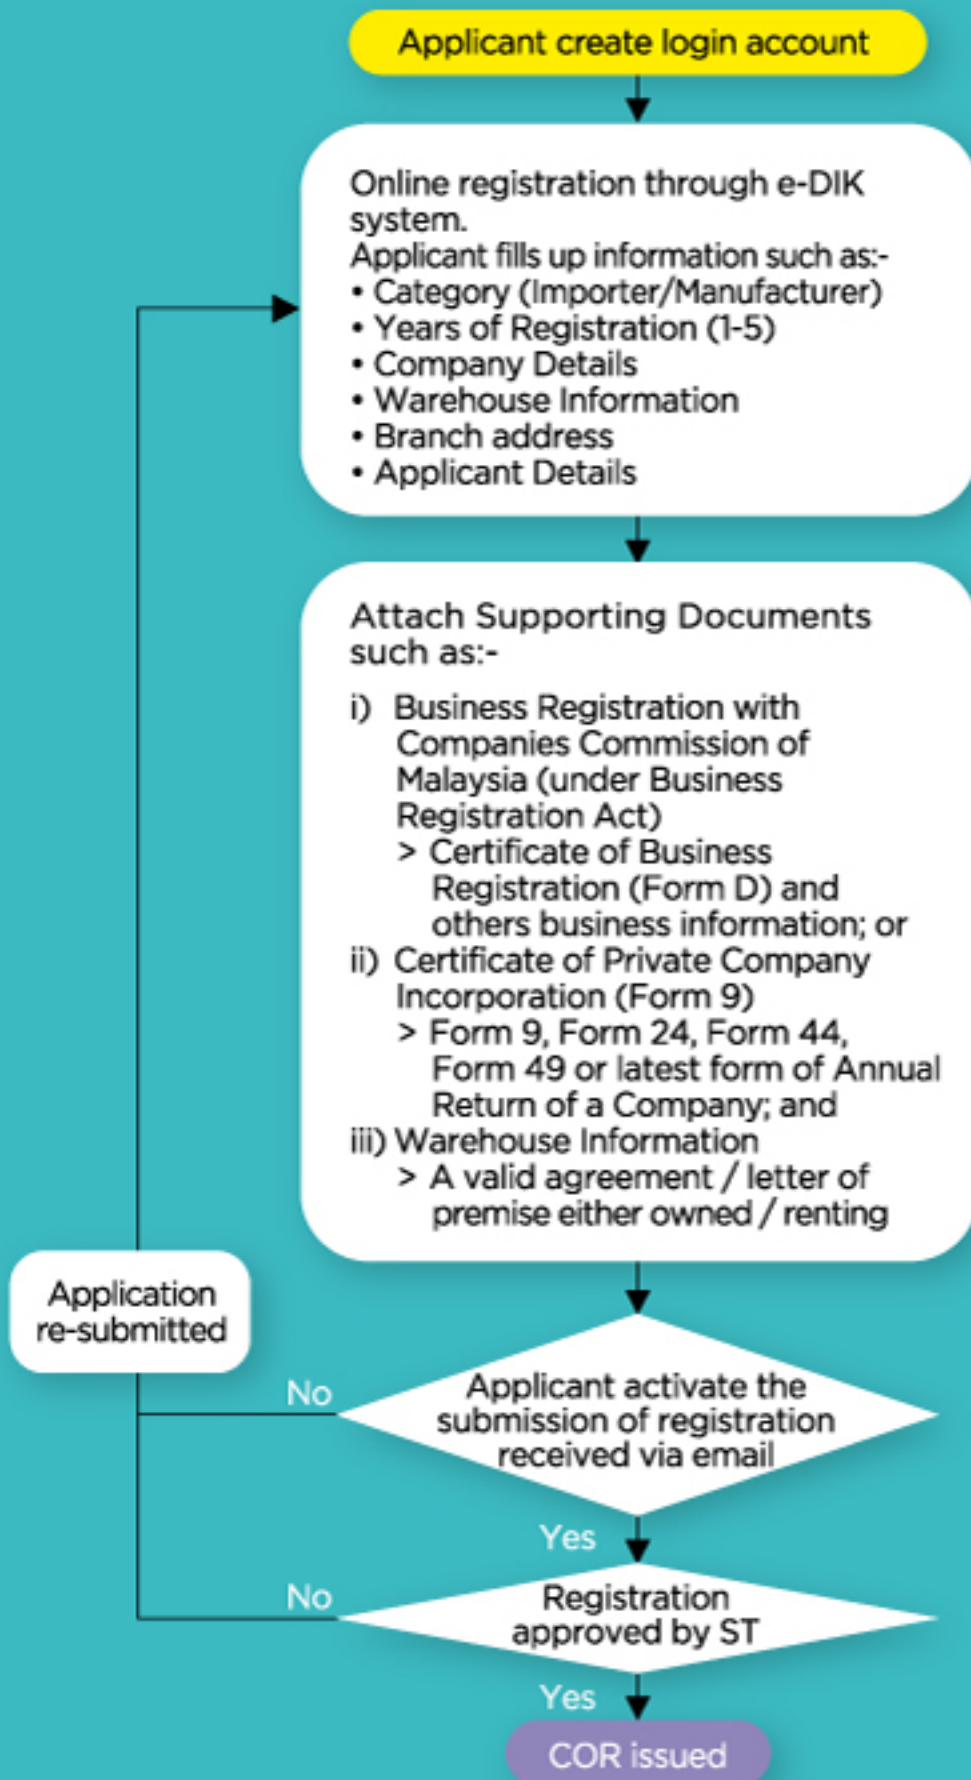 Applicant create login account
Online registration through e-DIK
system.
Applicant fills up information such as:-
• Category (Importer/Manufacturer)
• Years of Registration (1-5)
• Company Details
• Warehouse Information
• Branch address
• Applicant Details
Attach Supporting Documents
such as:-
i) Business Registration with
Companies Commission of
Malaysia (under Business
Registration Act)
> Certificate of Business
Registration (Form D) and
others business information; or
ii) Certificate of Private Company
Incorporation (Form 9)
> Form 9, Form 24, Form 44,
Form 49 or latest form of Annual
Return of a Company; and
iii) Warehouse Information
> A valid agreement / letter of
premise either owned / renting
Application
re-submitted
No
Applicant activate the
submission of registration
received via email
Yes
No
Registration
approved by ST
Yes
COR issued